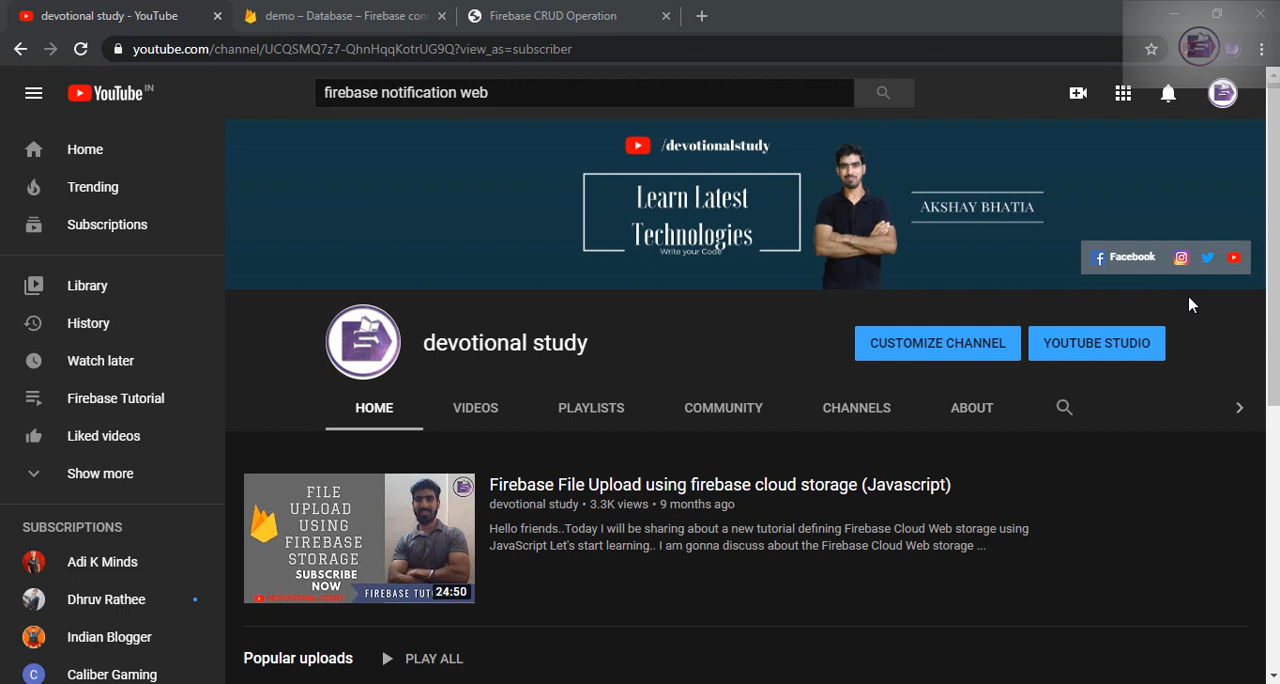 devotional study - YouTube
demo – Database – Firebase con
Firebase CRUD Operation
youtube.com/channel/UCQSMQ7z7-QhnHqqKotrUG9Q?view_as=subscriber
YouTube IN
firebase notification web
Home
Trending
Subscriptions
Library
History
Watch later
Firebase Tutorial
Liked videos
Show more
SUBSCRIPTIONS
Adi K Minds
Dhruv Rathee
Indian Blogger
C Caliber Gaming
/devotionalstudy
Learn Latest
Technologies
Write your Code
AKSHAY BHATIA
Facebook
devotional study
CUSTOMIZE CHANNEL
YOUTUBE STUDIO
HOME VIDEOS PLAYLISTS COMMUNITY CHANNELS ABOUT
FILE
UPLOAD
USING
FIREBASE
STORAGE
SUBSCRIBE
NOW
FIREBASE TUT
24:50
Firebase File Upload using firebase cloud storage (Javascript)
devotional study • 3.3K views • 9 months ago
Hello friends..Today I will be sharing about a new tutorial defining Firebase Cloud Web storage using
JavaScript Let's start learning.. I am gonna discuss about the Firebase Cloud Web storage ...
Popular uploads
PLAY ALL